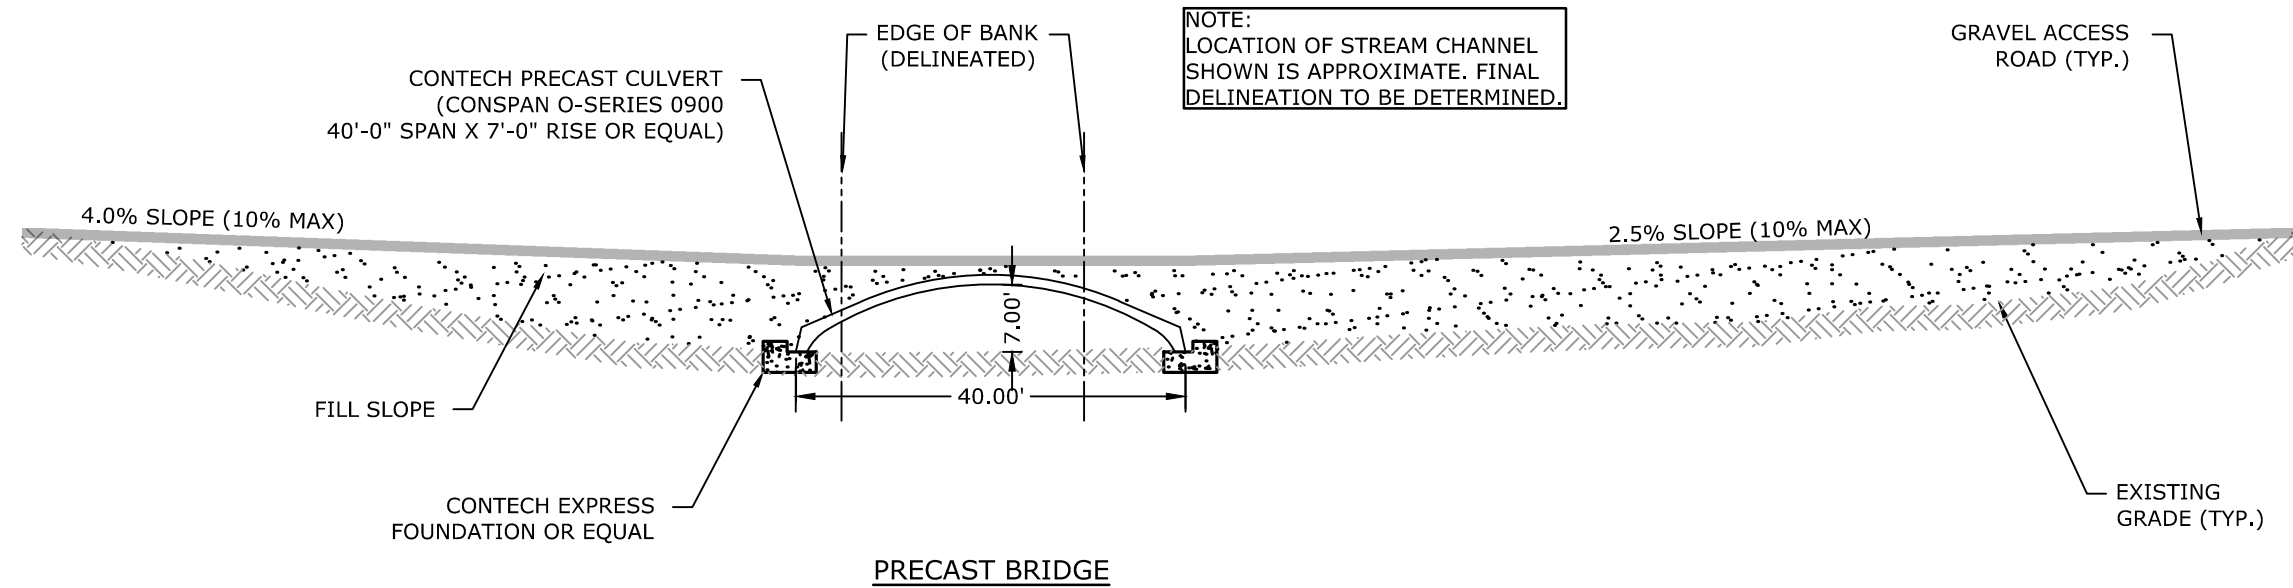 EDGE OF BANK
(DELINEATED)
NOTE:
LOCATION OF STREAM CHANNEL
SHOWN IS APPROXIMATE. FINAL
DELINEATION TO BE DETERMINED.
GRAVEL ACCESS
ROAD (TYP.)
CONTECH PRECAST CULVERT
(CONSPAN O-SERIES 0900
40'-0" SPAN X 7'-0" RISE OR EQUAL)
4.0% SLOPE (10% MAX)
2.5% SLOPE (10% MAX)
7.00'
40.00'
FILL SLOPE
CONTECH EXPRESS
FOUNDATION OR EQUAL
EXISTING
GRADE (TYP.)
PRECAST BRIDGE